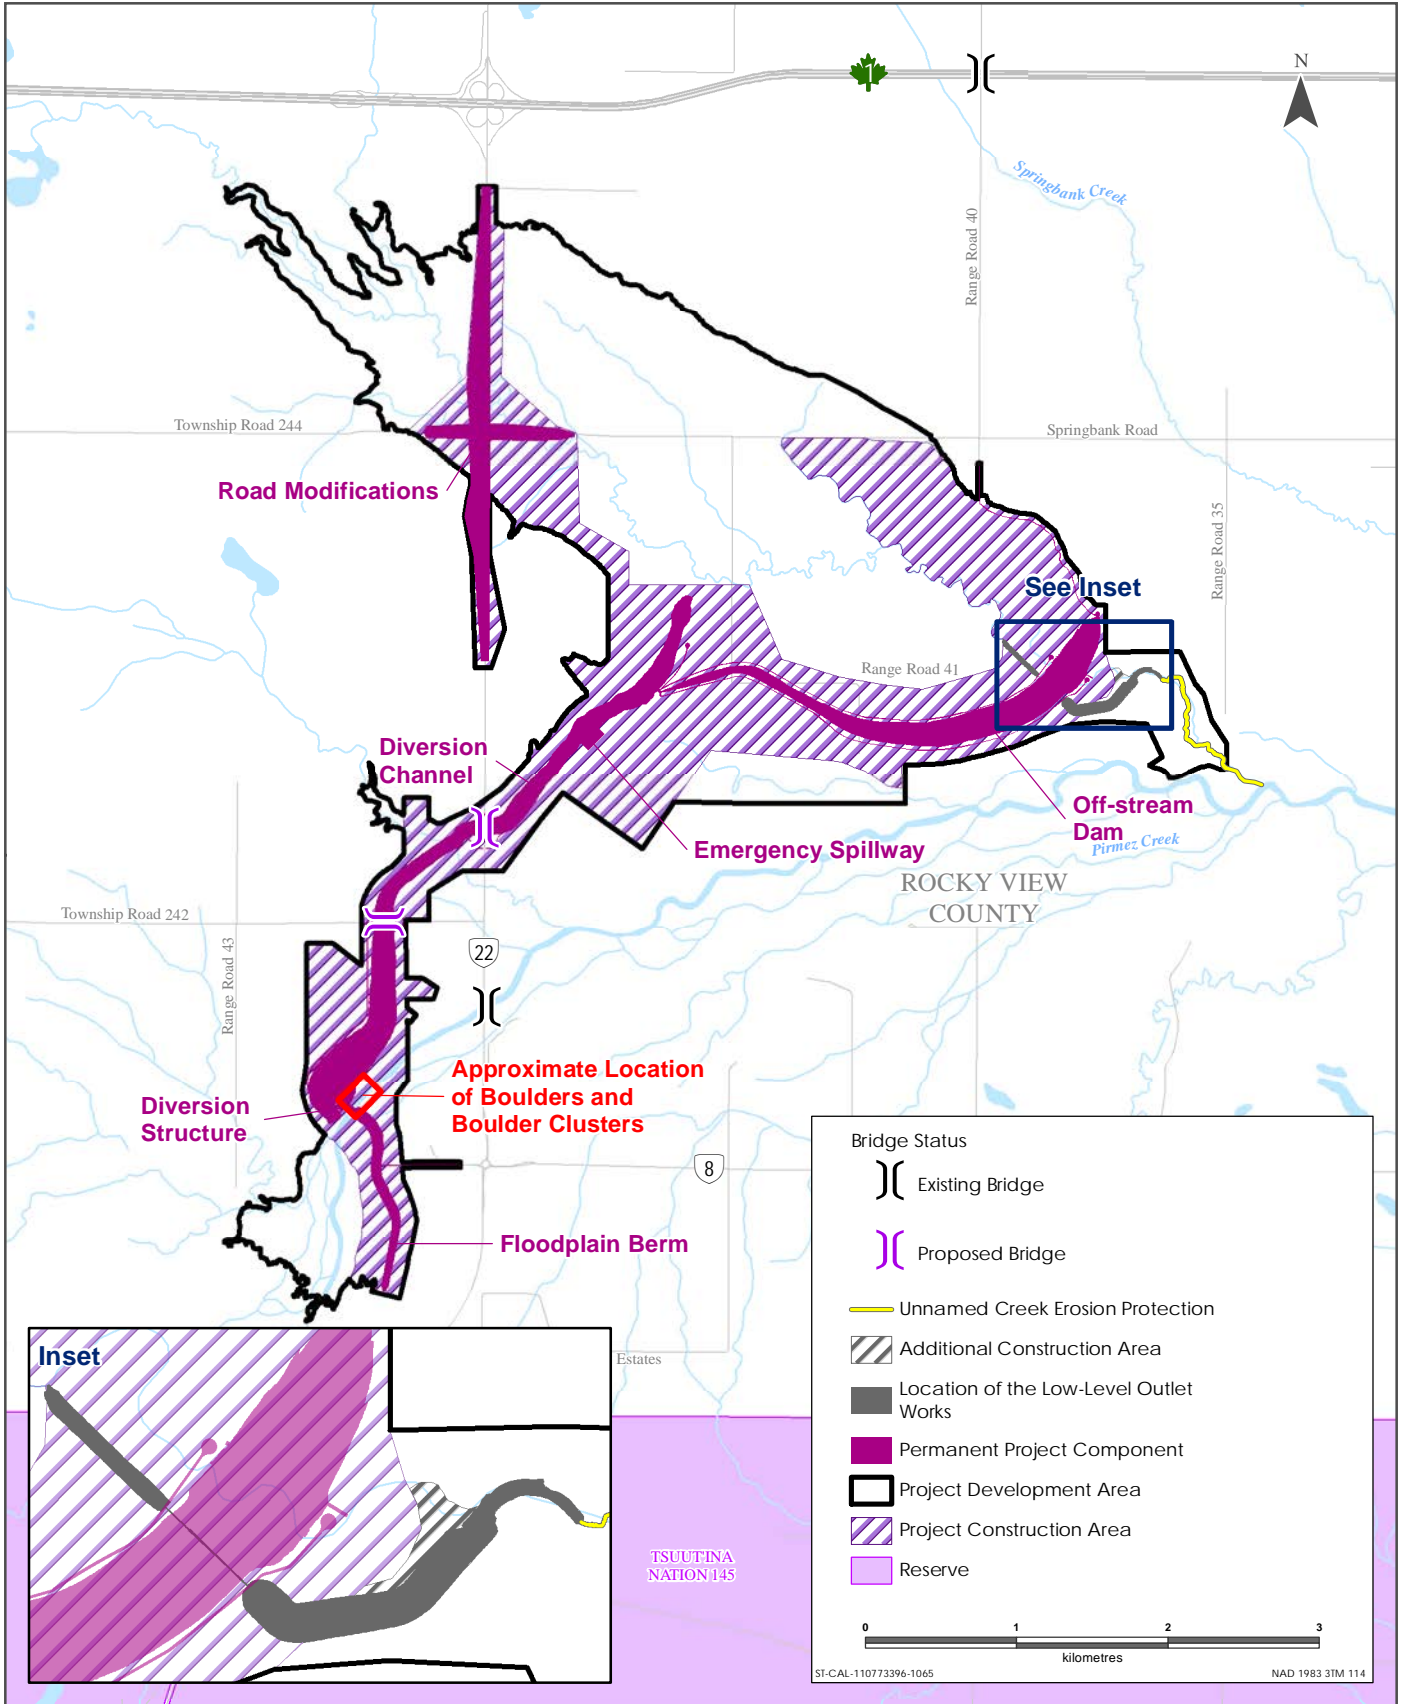 1
N
Springbank Creek
Range Road 40
Township Road 244
Springbank Road
Road Modifications
Range Road 35
See Inset
Range Road 41
Diversion
Channel
Off-stream
Dam
Emergency Spillway
Pirmez Creek
ROCKY VIEW
COUNTY
Township Road 242
22
Range Road 43
Approximate Location
of Boulders and
Boulder Clusters
Diversion
Structure
8
Floodplain Berm
Estates
Inset
TSUUT'INA
NATION 145
Bridge Status
Existing Bridge
Proposed Bridge
Unnamed Creek Erosion Protection
Additional Construction Area
Location of the Low-Level Outlet
Works
Permanent Project Component
Project Development Area
Project Construction Area
Reserve
0 1 2 3
kilometres
ST-CAL-110773396-1065
NAD 1983 3TM 114